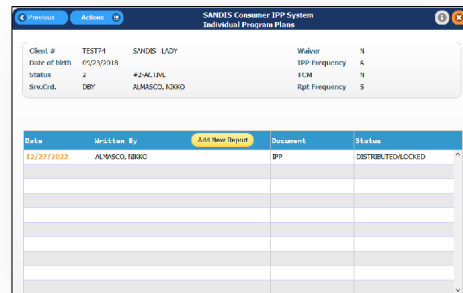 Previous Actions SANDIS Consumer IPP System
Individual Program Plans
Client # TEST74 SANDIS LADY Waiver N
Date of birth 09/23/2018 IPP Frequency A
Status 2 #2-ACTIVE TCM N
Srv.Crd. DBY ALMASCO, NIKKO Rpt Frequency S
Date Written By Add New Report Document Status
12/27/2022 ALMASCO, NIKKO IPP DISTRIBUTED/LOCKED